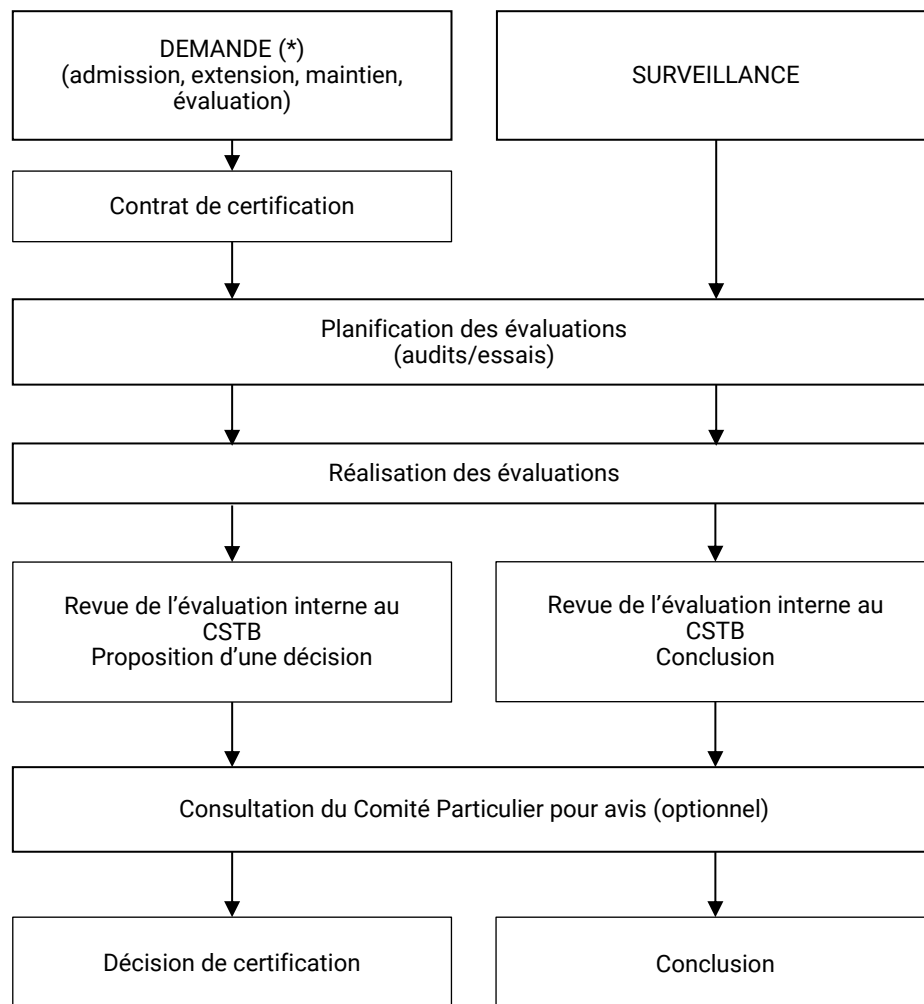 DEMANDE (*)
(admission, extension, maintien,
évaluation)
SURVEILLANCE
Contrat de certification
Planification des évaluations
(audits/essais)
Réalisation des évaluations
Revue de l’évaluation interne au
CSTB
Proposition d’une décision
Revue de l’évaluation interne au
CSTB
Conclusion
Consultation du Comité Particulier pour avis (optionnel)
Décision de certification
Conclusion